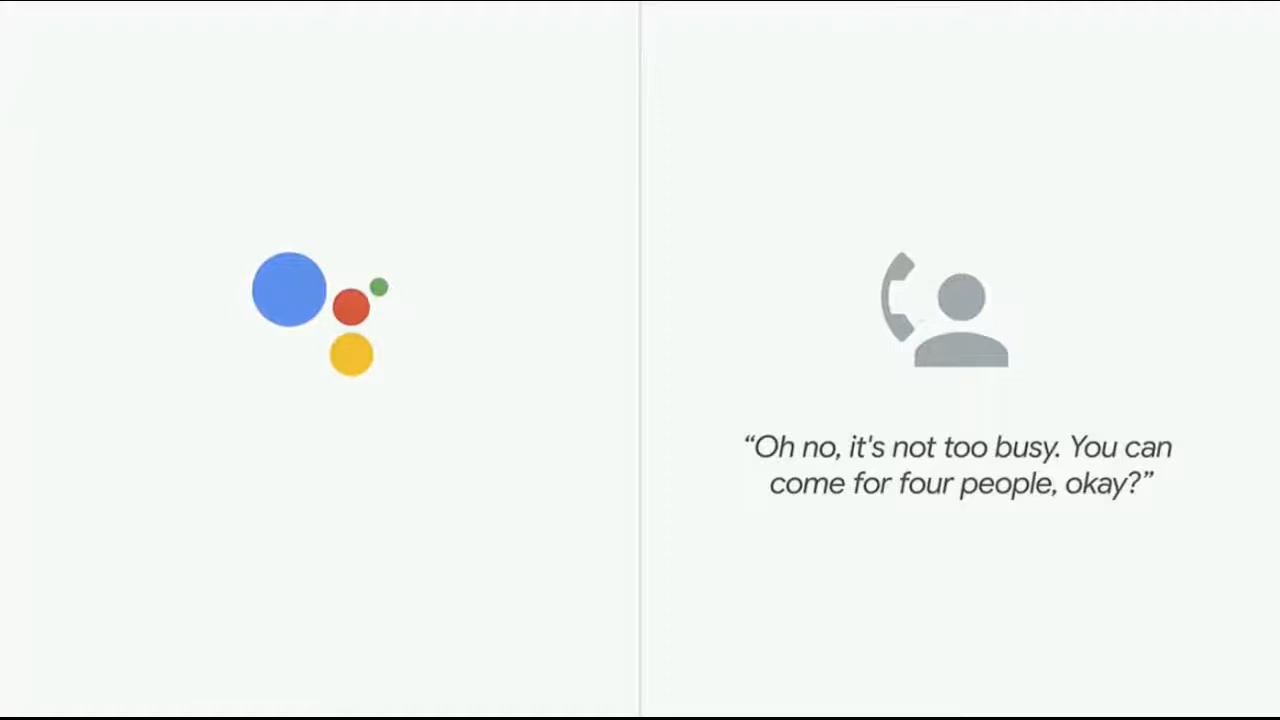 “Oh no, it's not too busy. You can
come for four people, okay?”